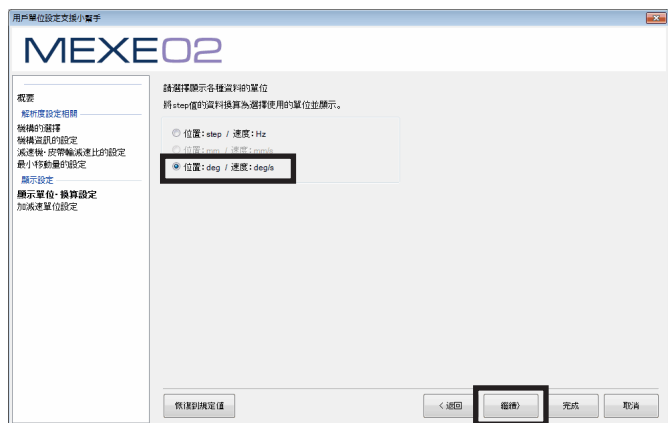 用戶單位設定支援小幫手
MEXE02
概要
解析度設定相關
機構的選擇
機構資訊的設定
減速機・皮帶輪減速比的設定
最小移動量的設定
顯示設定
顯示單位・換算設定
加減速單位設定
請選擇顯示各種資料的單位
將step值的資料換算為選擇使用的單位並顯示。
位置：step / 速度：Hz
位置：mm / 速度：mm/s
位置：deg / 速度：deg/s
恢復到規定值
< 返回
繼續>
完成
取消